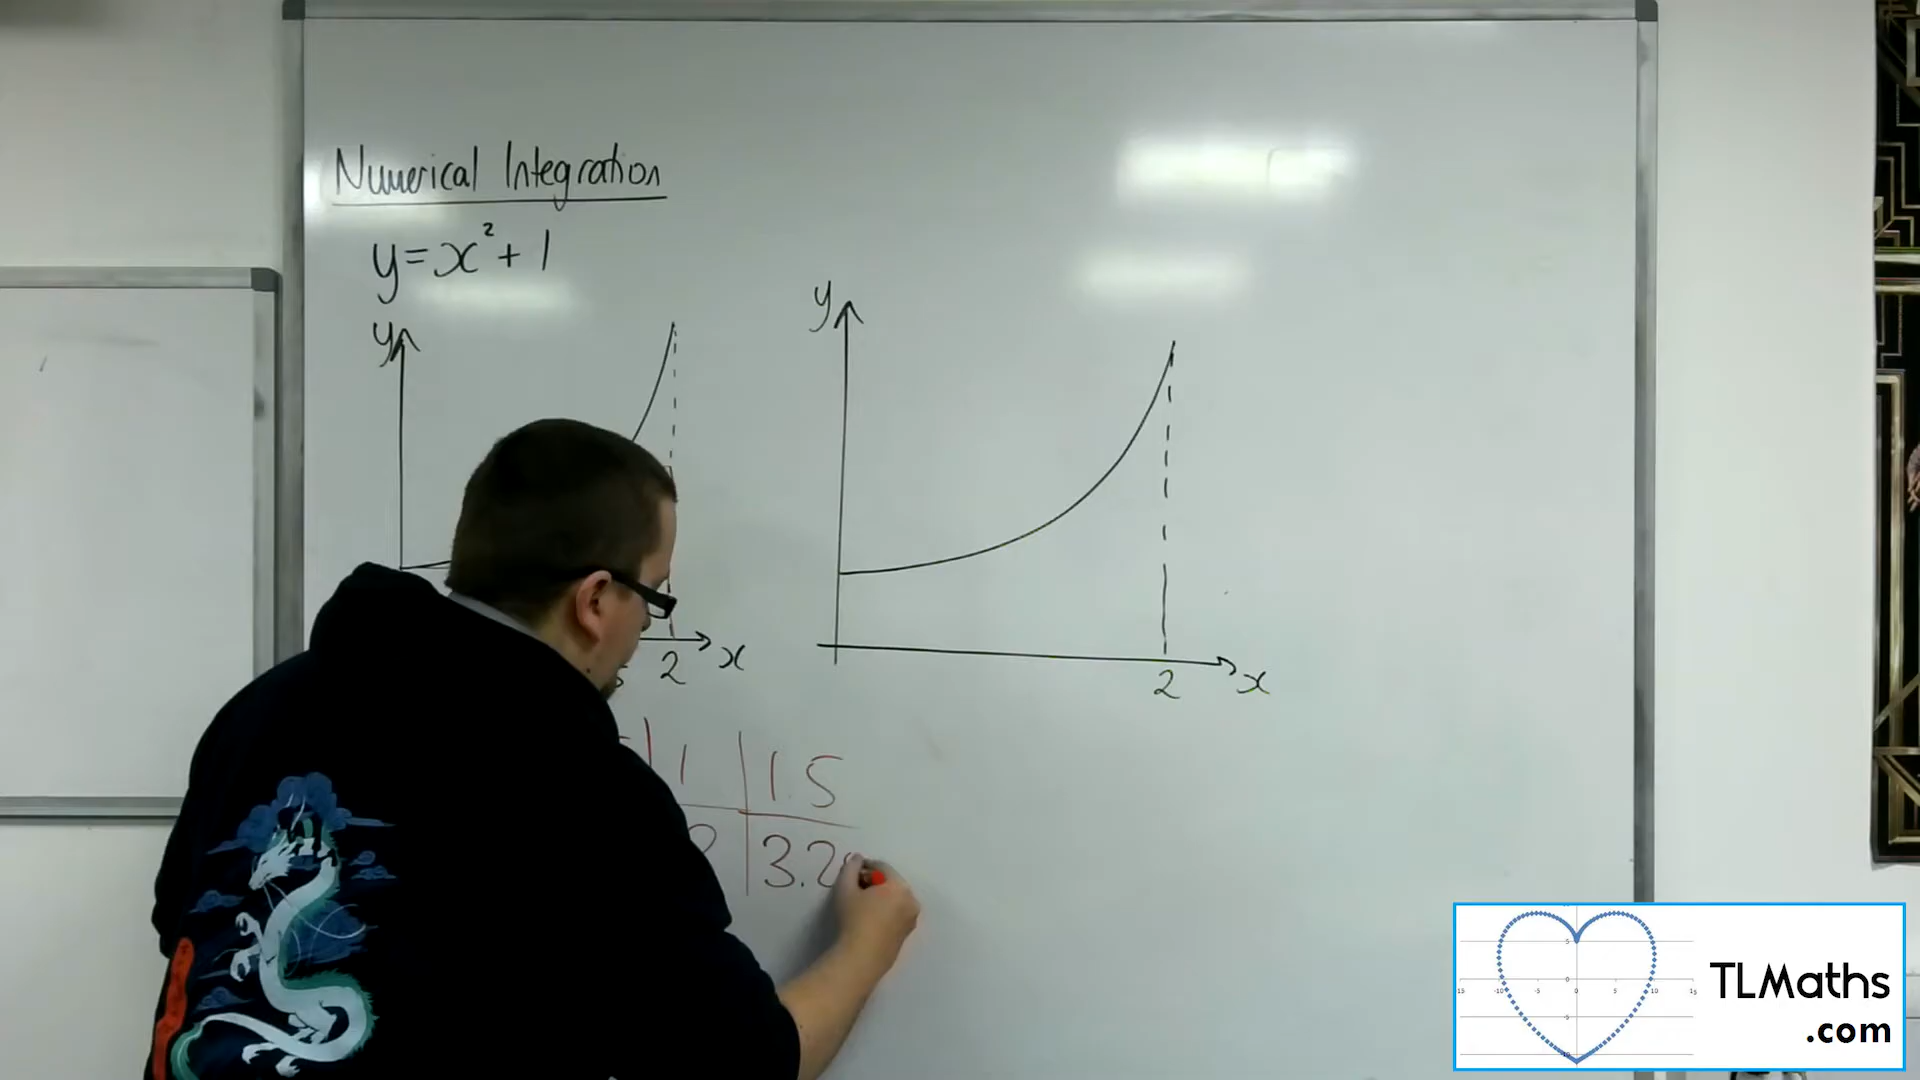 Numerical Integration
y=x²+1
y
y
2 x
2 x
1 1.5
3.2
TLMaths
.com